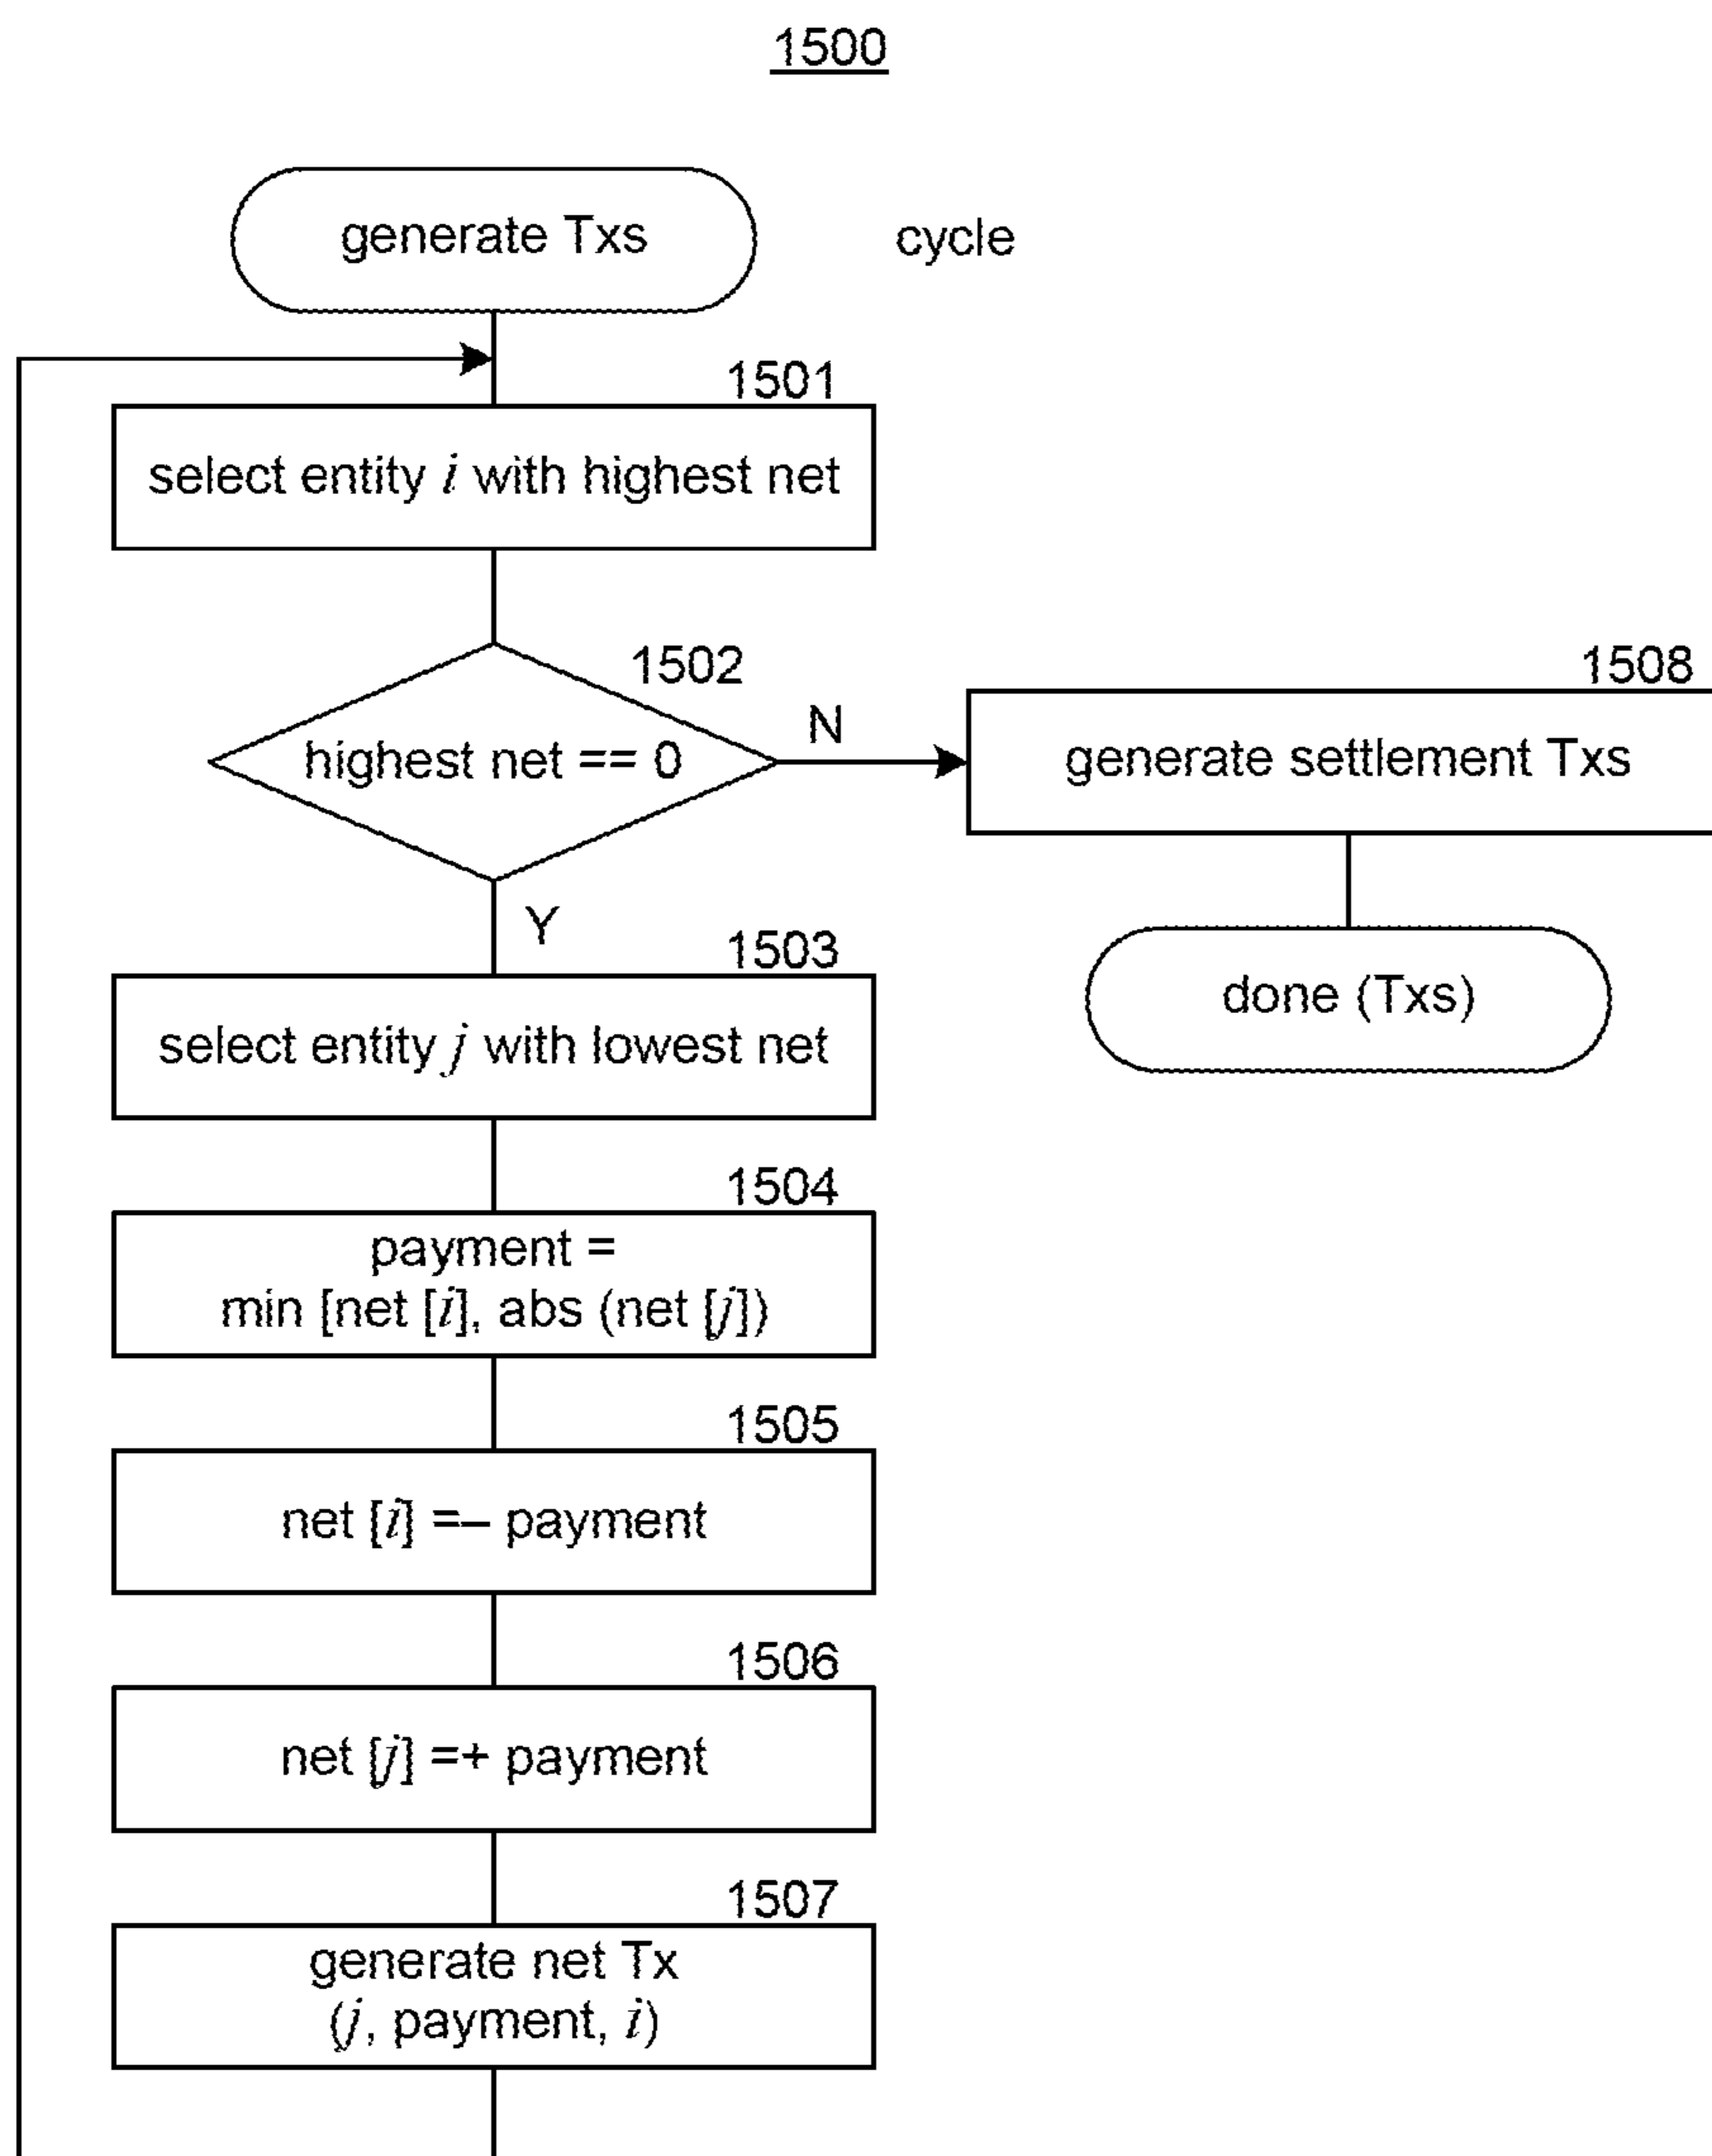 1500
generate Txs
cycle
1501
select entity i with highest net
1502
highest net == 0
N
1508
generate settlement Txs
Y
done (Txs)
1503
select entity j with lowest net
1504
payment =
min [net [i], abs (net [j])
1505
net [i] =– payment
1506
net [j] =+ payment
1507
generate net Tx
(j, payment, i)